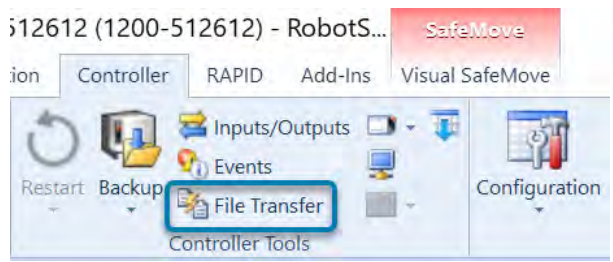 512612 (1200-512612) - RobotS... SafeMove
tion Controller RAPID Add-Ins Visual SafeMove
Inputs/Outputs
Events
Restart Backup File Transfer Configuration
Controller Tools